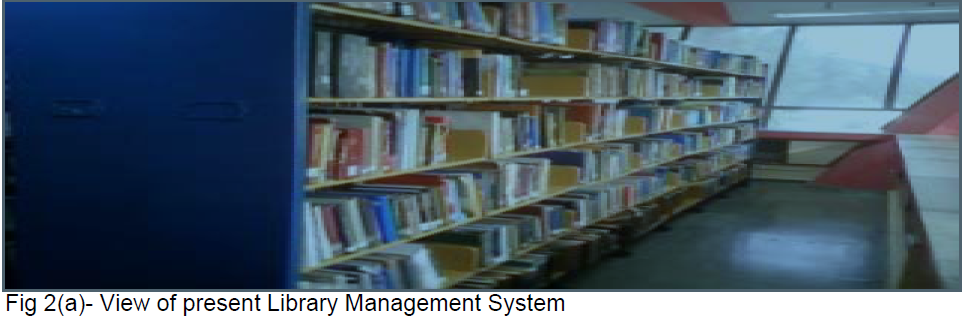 Fig 2(a)- View of present Library Management System